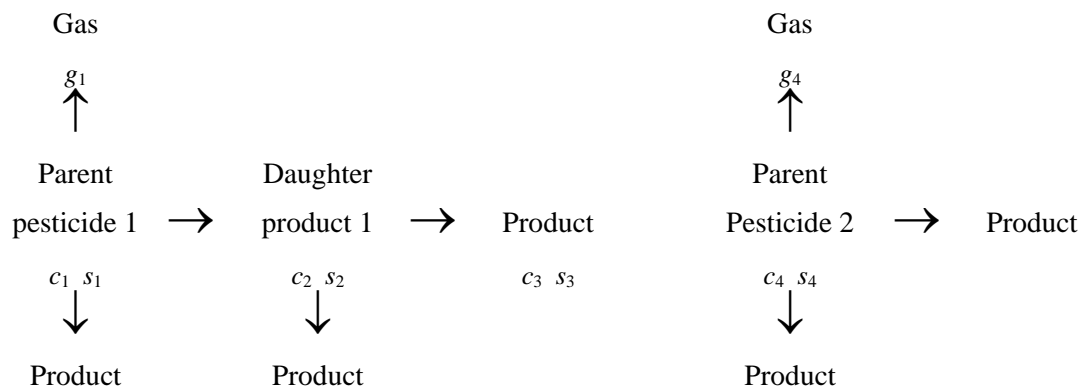 Gas Gas
g1 g4
Parent Daughter Parent
pesticide 1 → product 1 → Product Pesticide 2 → Product
c1 s1 c2 s2 c3 s3 c4 s4
Product Product Product